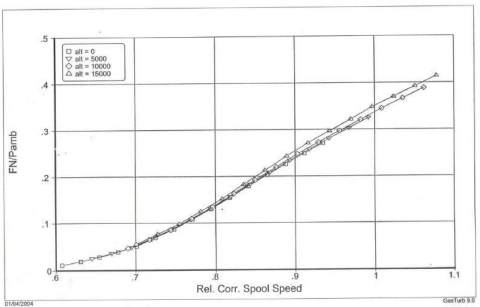 .5
.4
.3
.2
.1
0
FN/Pamb
alt = 0
alt = 5000
alt = 10000
alt = 15000
.6 .7 .8 .9 1 1.1
Rel. Corr. Spool Speed
01/04/2004
GasTurb 9.0